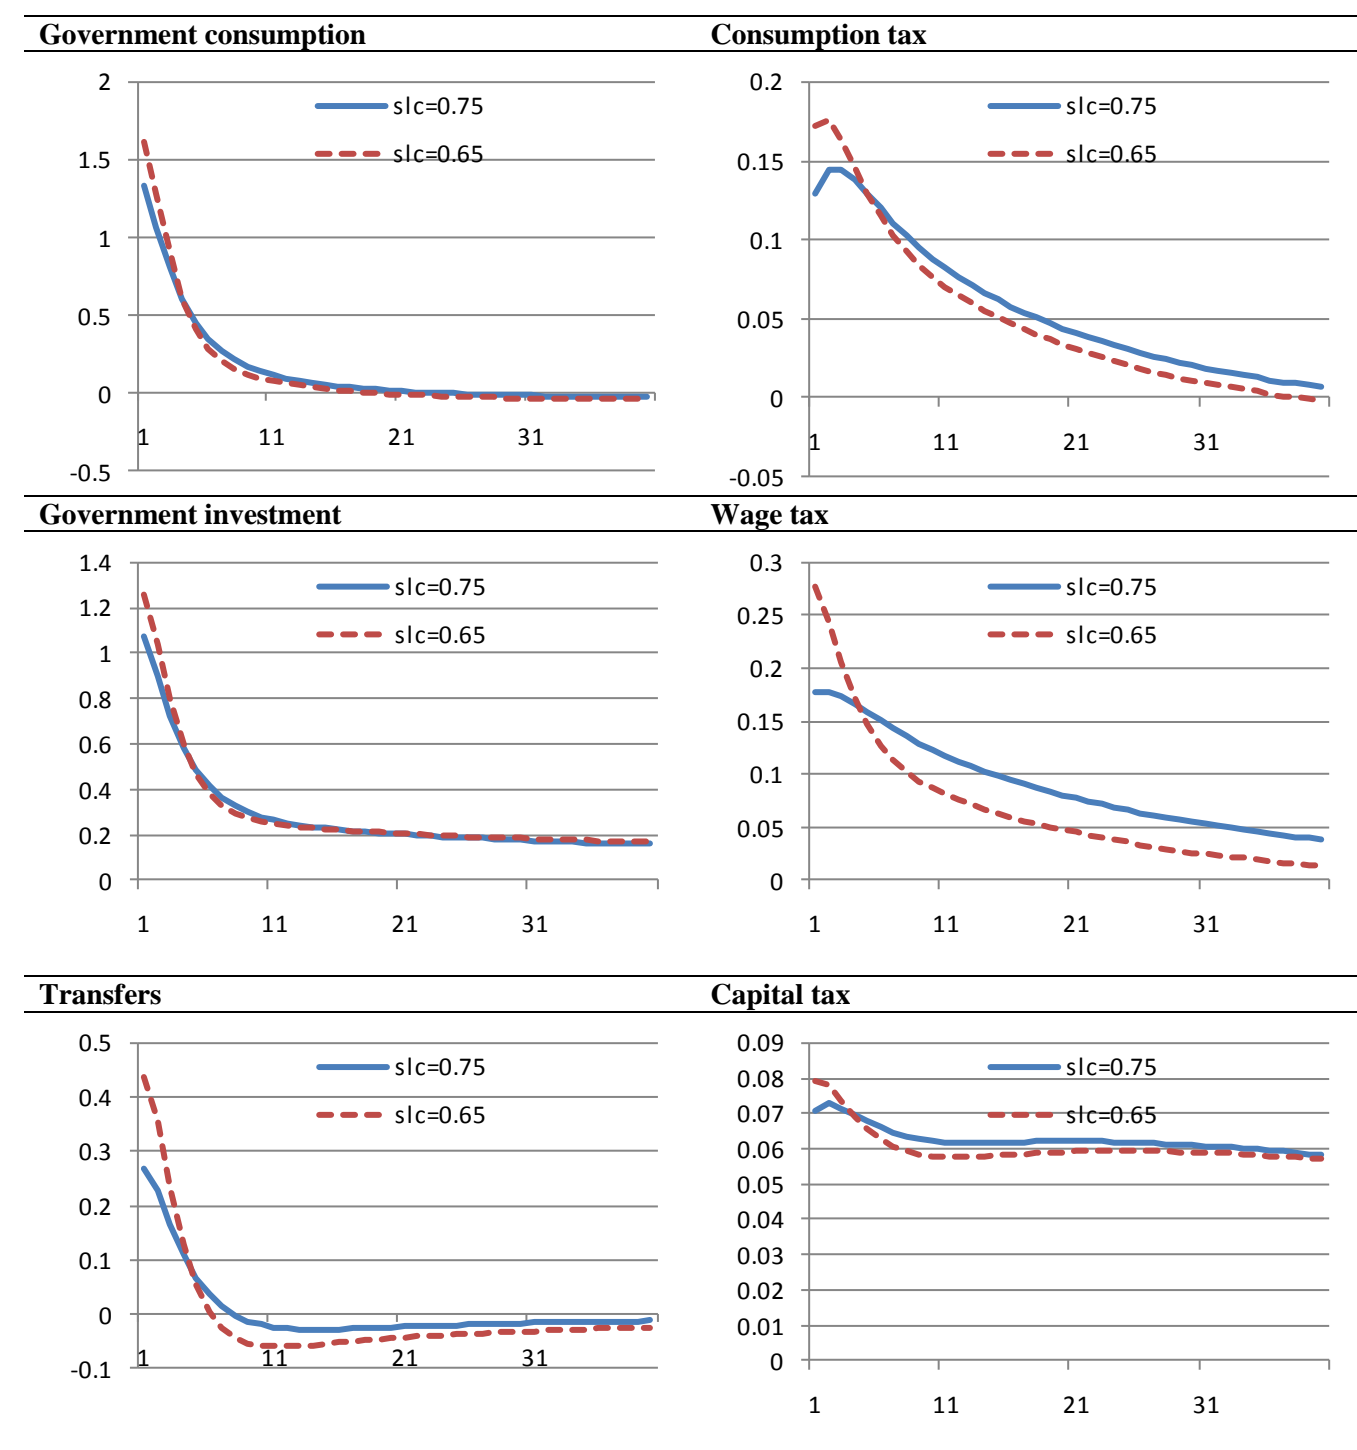 Government consumption
Consumption tax
2
1.5
1
0.5
0
-0.5
slc=0.75
slc=0.65
1 11 21 31
0.2
0.15
0.1
0.05
0
-0.05
slc=0.75
slc=0.65
1 11 21 31
Government investment
Wage tax
1.4
1.2
1
0.8
0.6
0.4
0.2
0
slc=0.75
slc=0.65
1 11 21 31
0.3
0.25
0.2
0.15
0.1
0.05
0
slc=0.75
slc=0.65
1 11 21 31
Transfers
Capital tax
0.5
0.4
0.3
0.2
0.1
0
-0.1
slc=0.75
slc=0.65
1 11 21 31
0.09
0.08
0.07
0.06
0.05
0.04
0.03
0.02
0.01
0
slc=0.75
slc=0.65
1 11 21 31